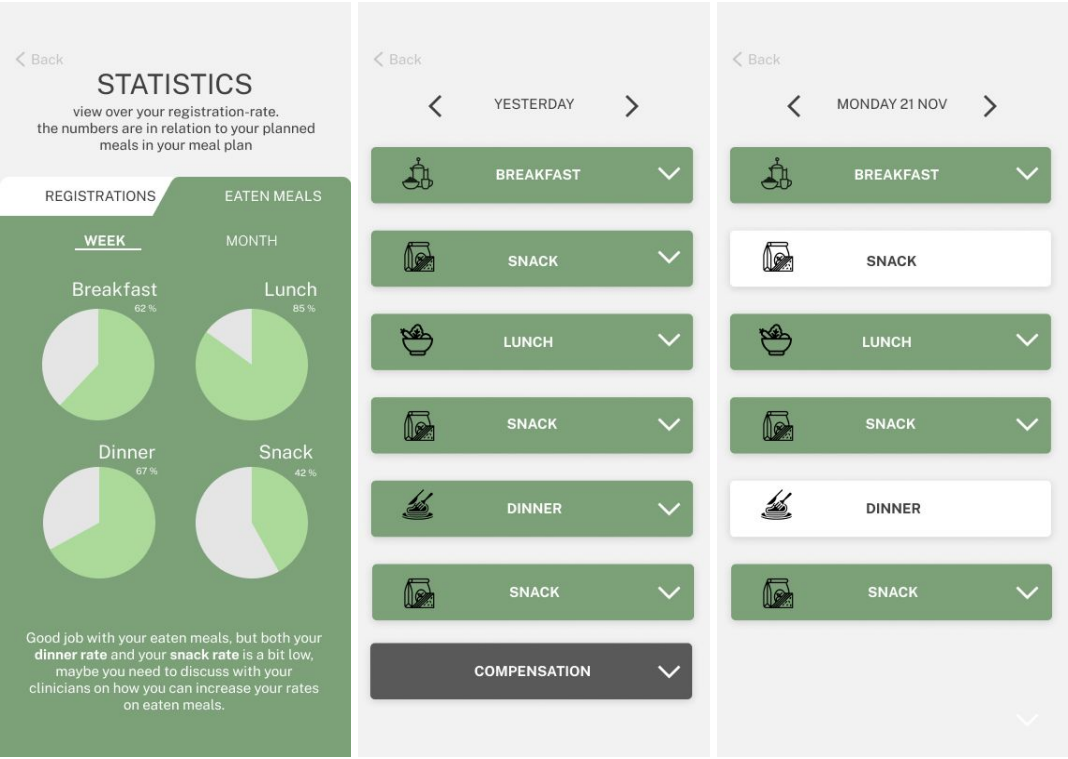 Back
STATISTICS
view over your registration-rate.
the numbers are in relation to your planned
meals in your meal plan
REGISTRATIONS
EATEN MEALS
WEEK
MONTH
Breakfast
62 %
Lunch
85 %
Dinner
67 %
Snack
42 %
Good job with your eaten meals, but both your
dinner rate and your snack rate is a bit low,
maybe you need to discuss with your
clinicians on how you can increase your rates
on eaten meals.
Back
YESTERDAY
BREAKFAST
SNACK
LUNCH
SNACK
DINNER
SNACK
COMPENSATION
Back
MONDAY 21 NOV
BREAKFAST
SNACK
LUNCH
SNACK
DINNER
SNACK